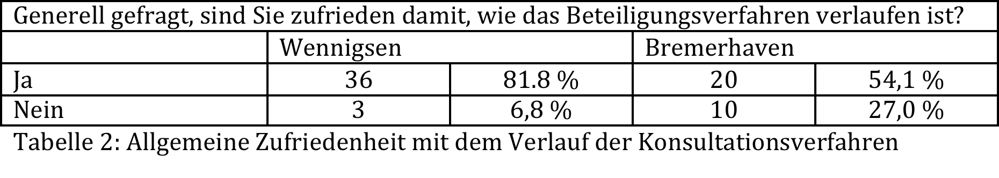 Generell gefragt, sind Sie zufrieden damit, wie das Beteiligungsverfahren verlaufen ist?
Wennigsen Bremerhaven
Ja 36 81.8 % 20 54,1 %
Nein 3 6,8 % 10 27,0 %
Tabelle 2: Allgemeine Zufriedenheit mit dem Verlauf der Konsultationsverfahren